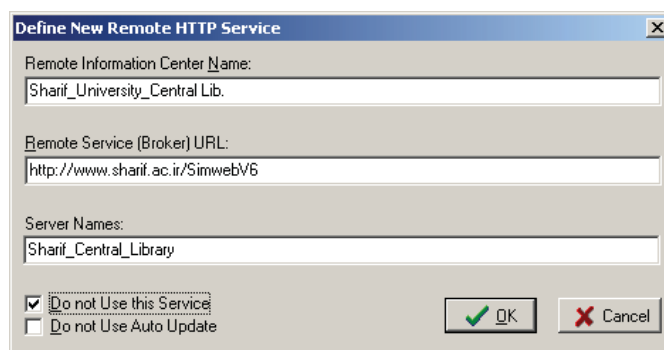 Define New Remote HTTP Service
Remote Information Center Name:
Sharif_University_Central Lib.
Remote Service (Broker) URL:
http://www.sharif.ac.ir/SimwebV6
Server Names:
Sharif_Central_Library
Do not Use this Service
Do not Use Auto Update
OK
Cancel